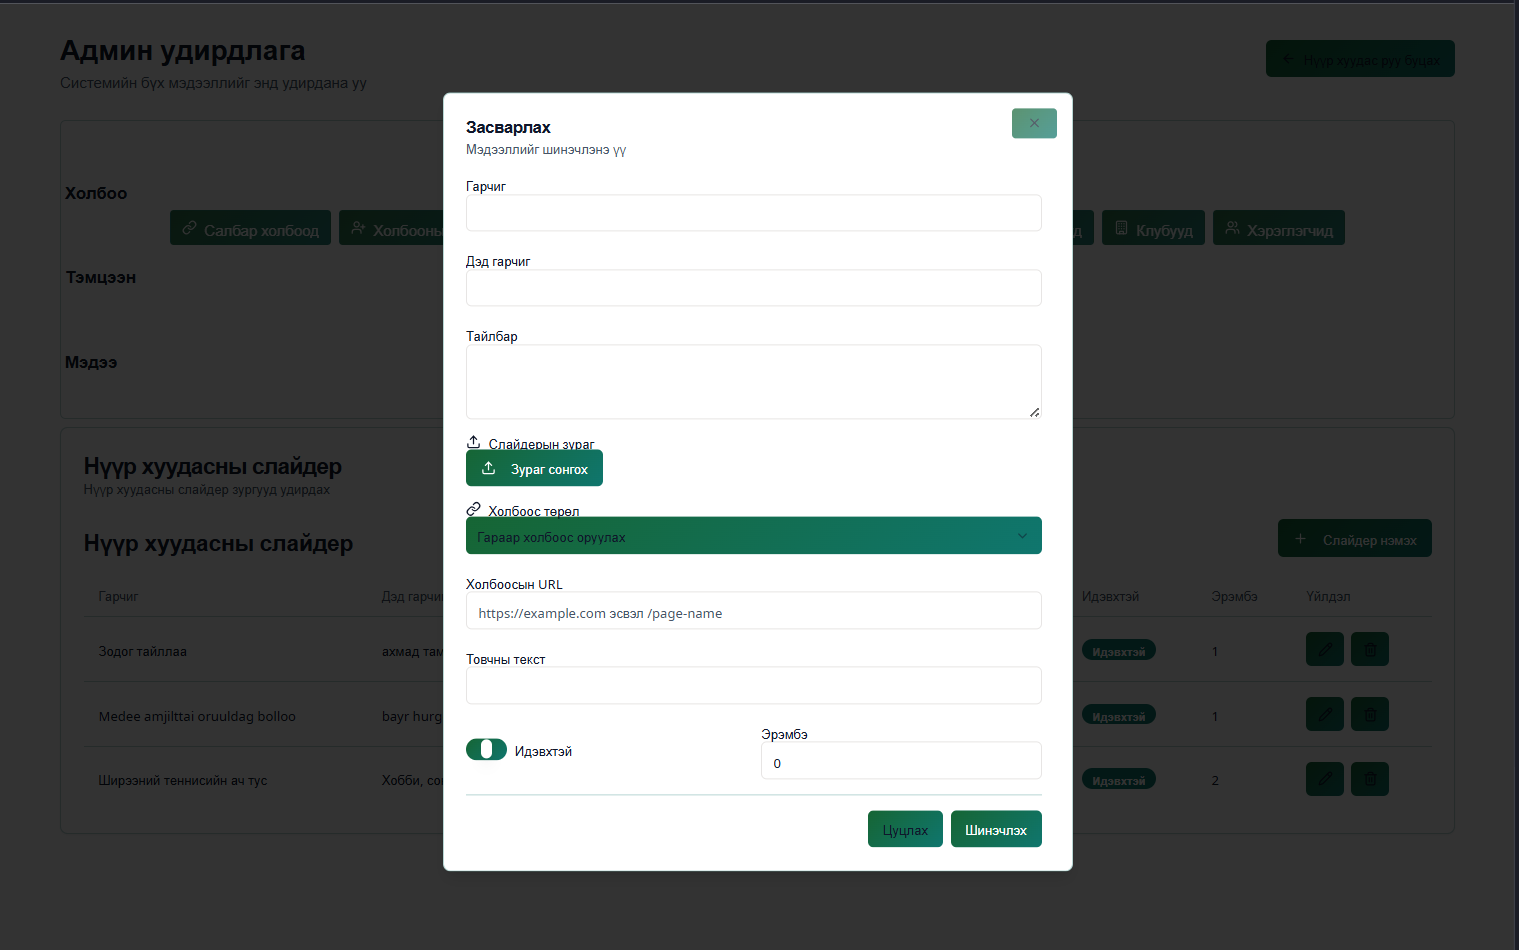 Админ удирдлага
Системийн бүх мэдээллийг энд удирдана уу
Нүүр хуудас руу буцах
Холбоо
Салбар холбоод
Холбооны
д
Клубууд
Хэрэглэгчид
Тэмцээн
Мэдээ
Нүүр хуудасны слайдер
Нүүр хуудасны слайдер зургууд удирдах
Нүүр хуудасны слайдер
Слайдер нэмэх
Гарчиг
Дэд гарчи
Идэвхтэй
Эрэмбэ
Үйлдэл
Зодог тайллаа
ахмад там
Идэвхтэй
1
Medee amjilttai oruuldag bolloo
bayr hurg
Идэвхтэй
1
Ширээний теннисийн ач тус
Хобби, со
Идэвхтэй
2
Засварлах
Мэдээллийг шинэчлэнэ үү
Гарчиг
Дэд гарчиг
Тайлбар
Слайдерын зураг
Зураг сонгох
Холбоос төрөл
Гараар холбоос оруулах
Холбоосын URL
https://example.com эсвэл /page-name
Товчны текст
Идэвхтэй
Эрэмбэ
0
Цуцлах
Шинэчлэх